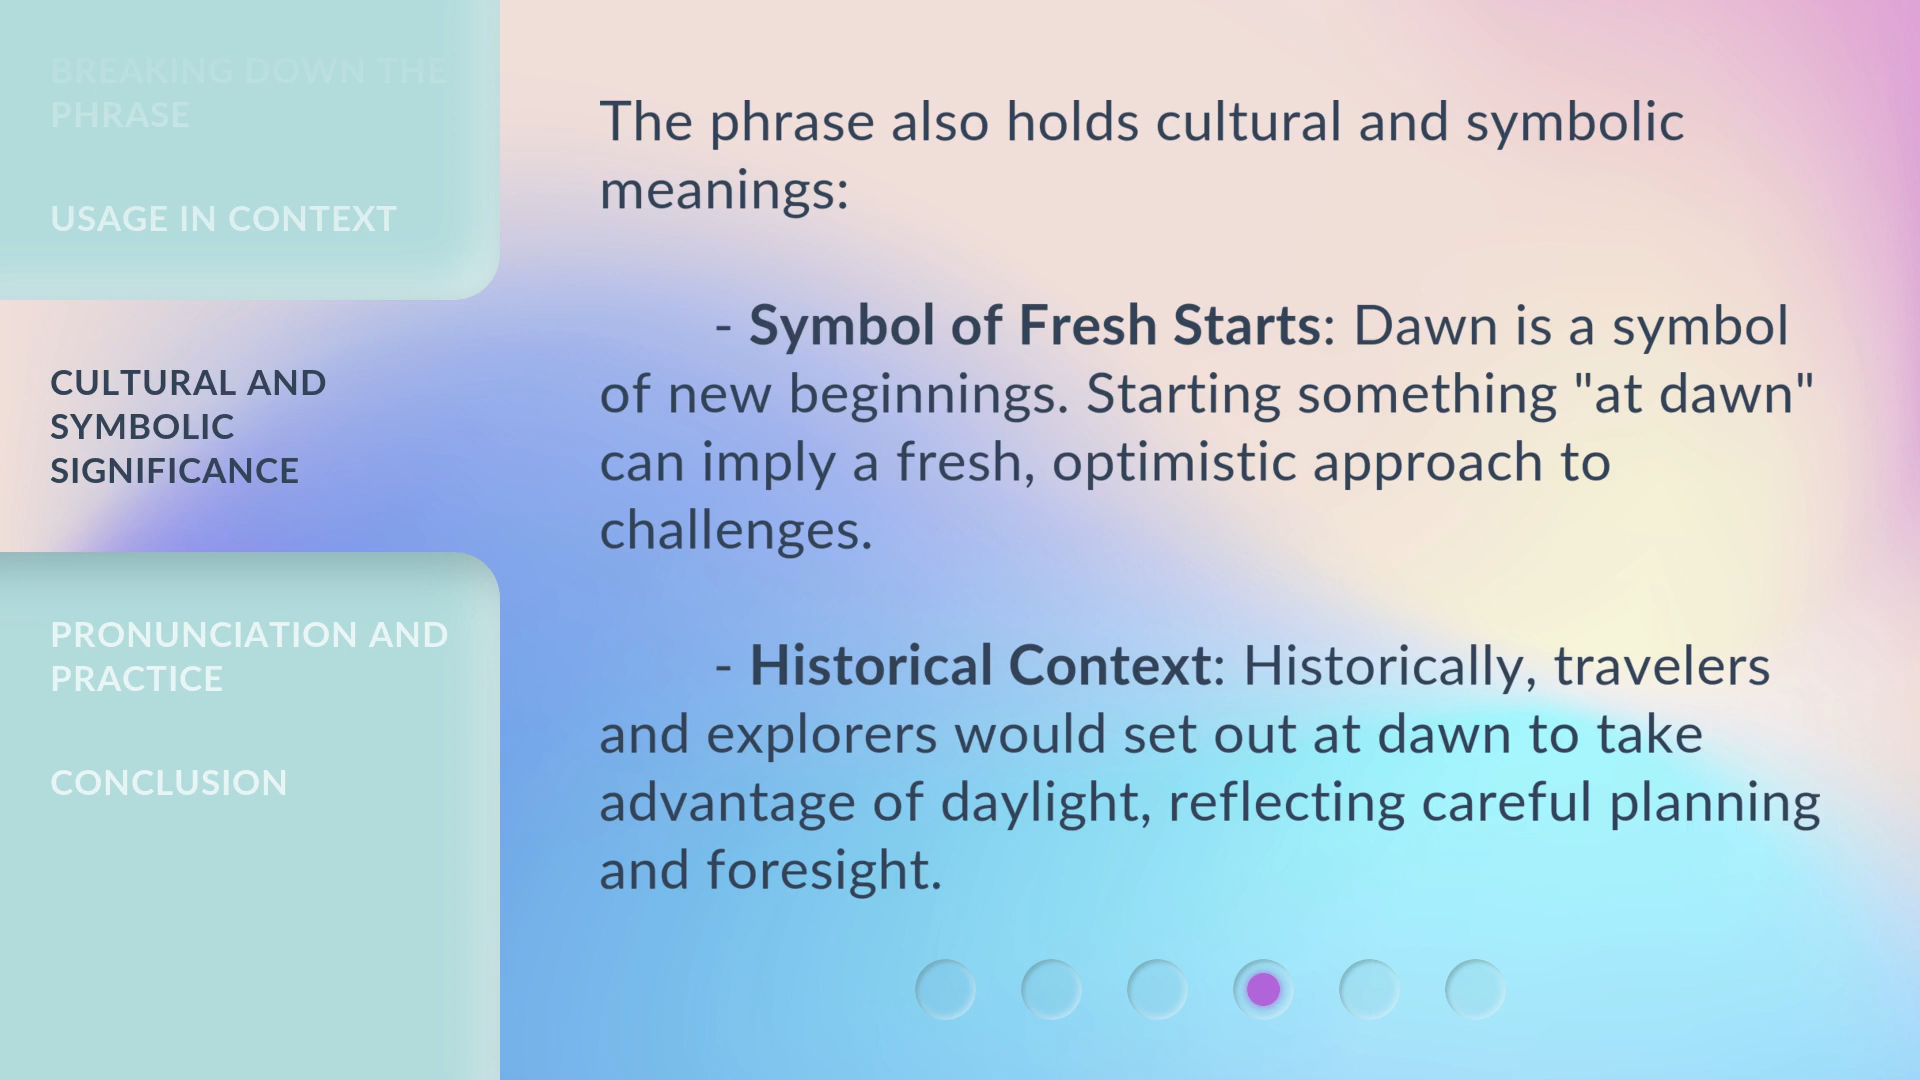 BREAKING DOWN THE
PHRASE
USAGE IN CONTEXT
CULTURAL AND
SYMBOLIC
SIGNIFICANCE
PRONUNCIATION AND
PRACTICE
CONCLUSION
The phrase also holds cultural and symbolic
meanings:
- Symbol of Fresh Starts: Dawn is a symbol
of new beginnings. Starting something "at dawn"
can imply a fresh, optimistic approach to
challenges.
- Historical Context: Historically, travelers
and explorers would set out at dawn to take
advantage of daylight, reflecting careful planning
and foresight.